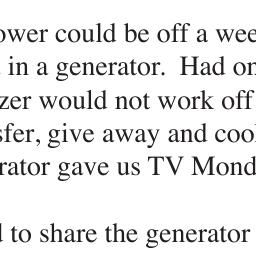 ower could be off a wee
in a generator. Had on
zer would not work off
sfer, give away and coo
rator gave us TV Mond
to share the generator